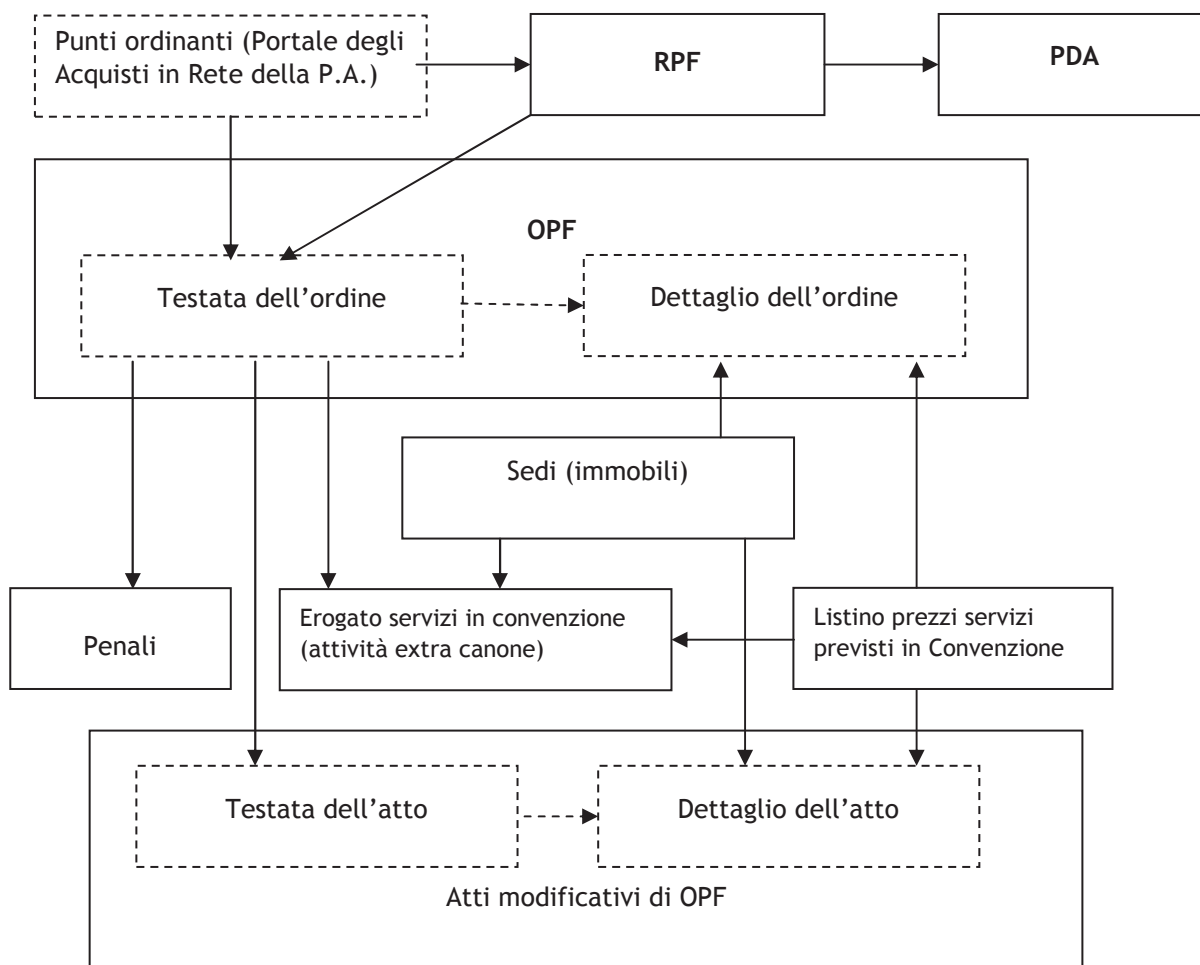 Punti ordinanti (Portale degli
Acquisti in Rete della P.A.)
RPF
PDA
OPF
Testata dell’ordine
Dettaglio dell’ordine
Sedi (immobili)
Penali
Erogato servizi in convenzione
(attività extra canone)
Listino prezzi servizi
previsti in Convenzione
Testata dell’atto
Dettaglio dell’atto
Atti modificativi di OPF